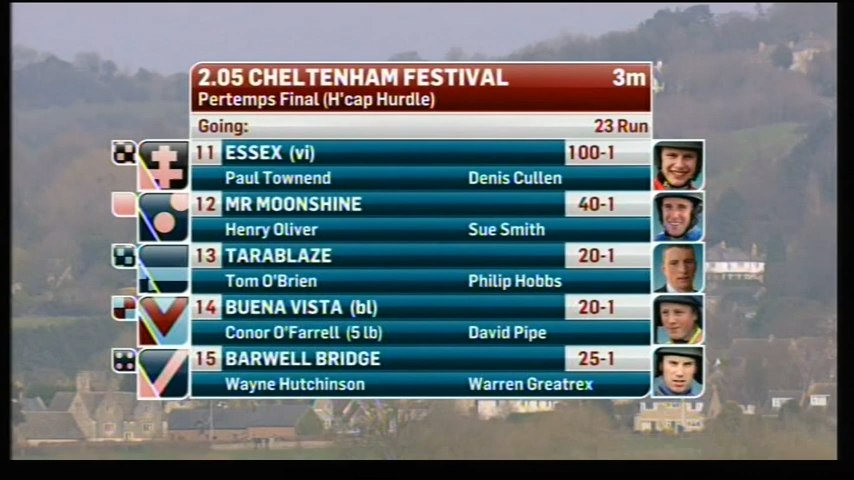 2.05 CHELTENHAM FESTIVAL 3m
Pertemps Final (H'cap Hurdle)
Going: 23 Run
11 ESSEX (vi) 100-1
Paul Townend Denis Cullen
12 MR MOONSHINE 40-1
Henry Oliver Sue Smith
13 TARABLAZE 20-1
Tom O'Brien Philip Hobbs
14 BUENA VISTA (bl) 20-1
Conor O'Farrell (5 lb) David Pipe
15 BARWELL BRIDGE 25-1
Wayne Hutchinson Warren Greatrex